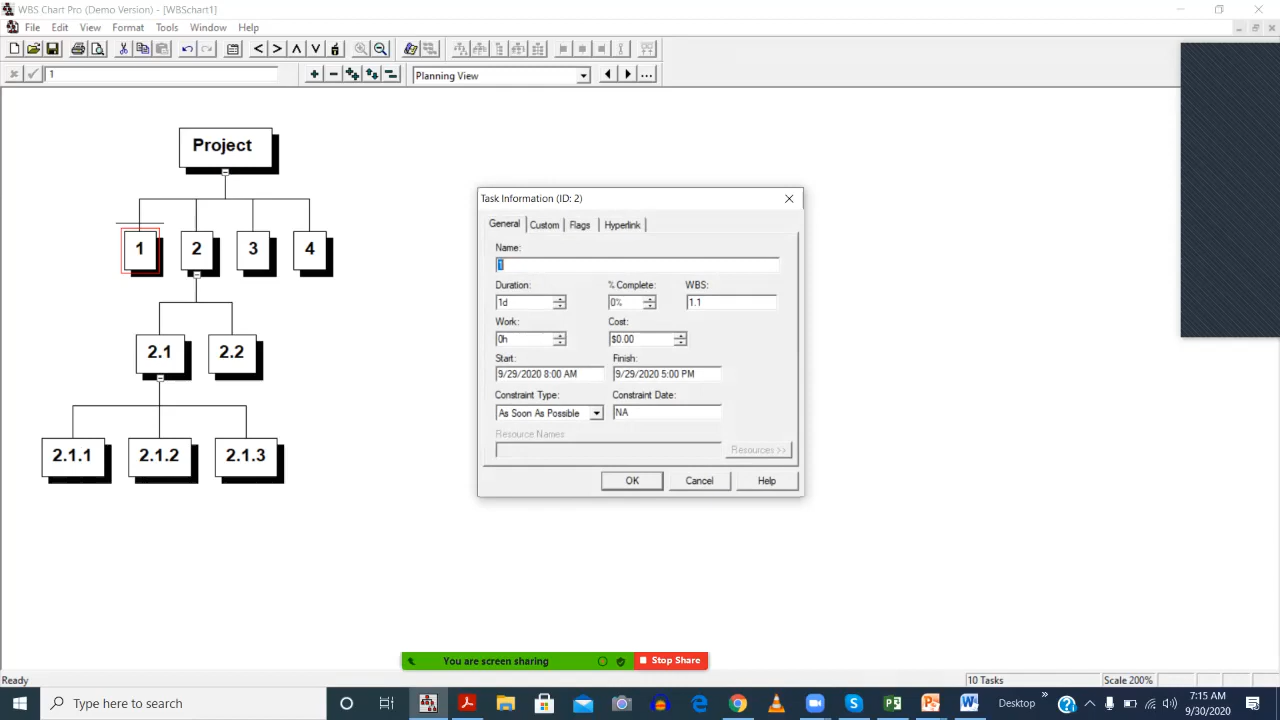 WBS Chart Pro (Demo Version) - [WBSchart1]
File Edit View Format Tools Window Help
1
Planning View
Project
1 2 3 4
2.1 2.2
2.1.1 2.1.2 2.1.3
Task Information (ID: 2)
General Custom Flags Hyperlink
Name:
1
Duration: % Complete: WBS:
1d 0% 1.1
Work: Cost:
0h $0.00
Start: Finish:
9/29/2020 8:00 AM 9/29/2020 5:00 PM
Constraint Type: Constraint Date:
As Soon As Possible NA
Resource Names:
Resources >>
OK Cancel Help
You are screen sharing Stop Share
Ready 10 Tasks Scale 200%
Type here to search Desktop 7:15 AM
9/30/2020